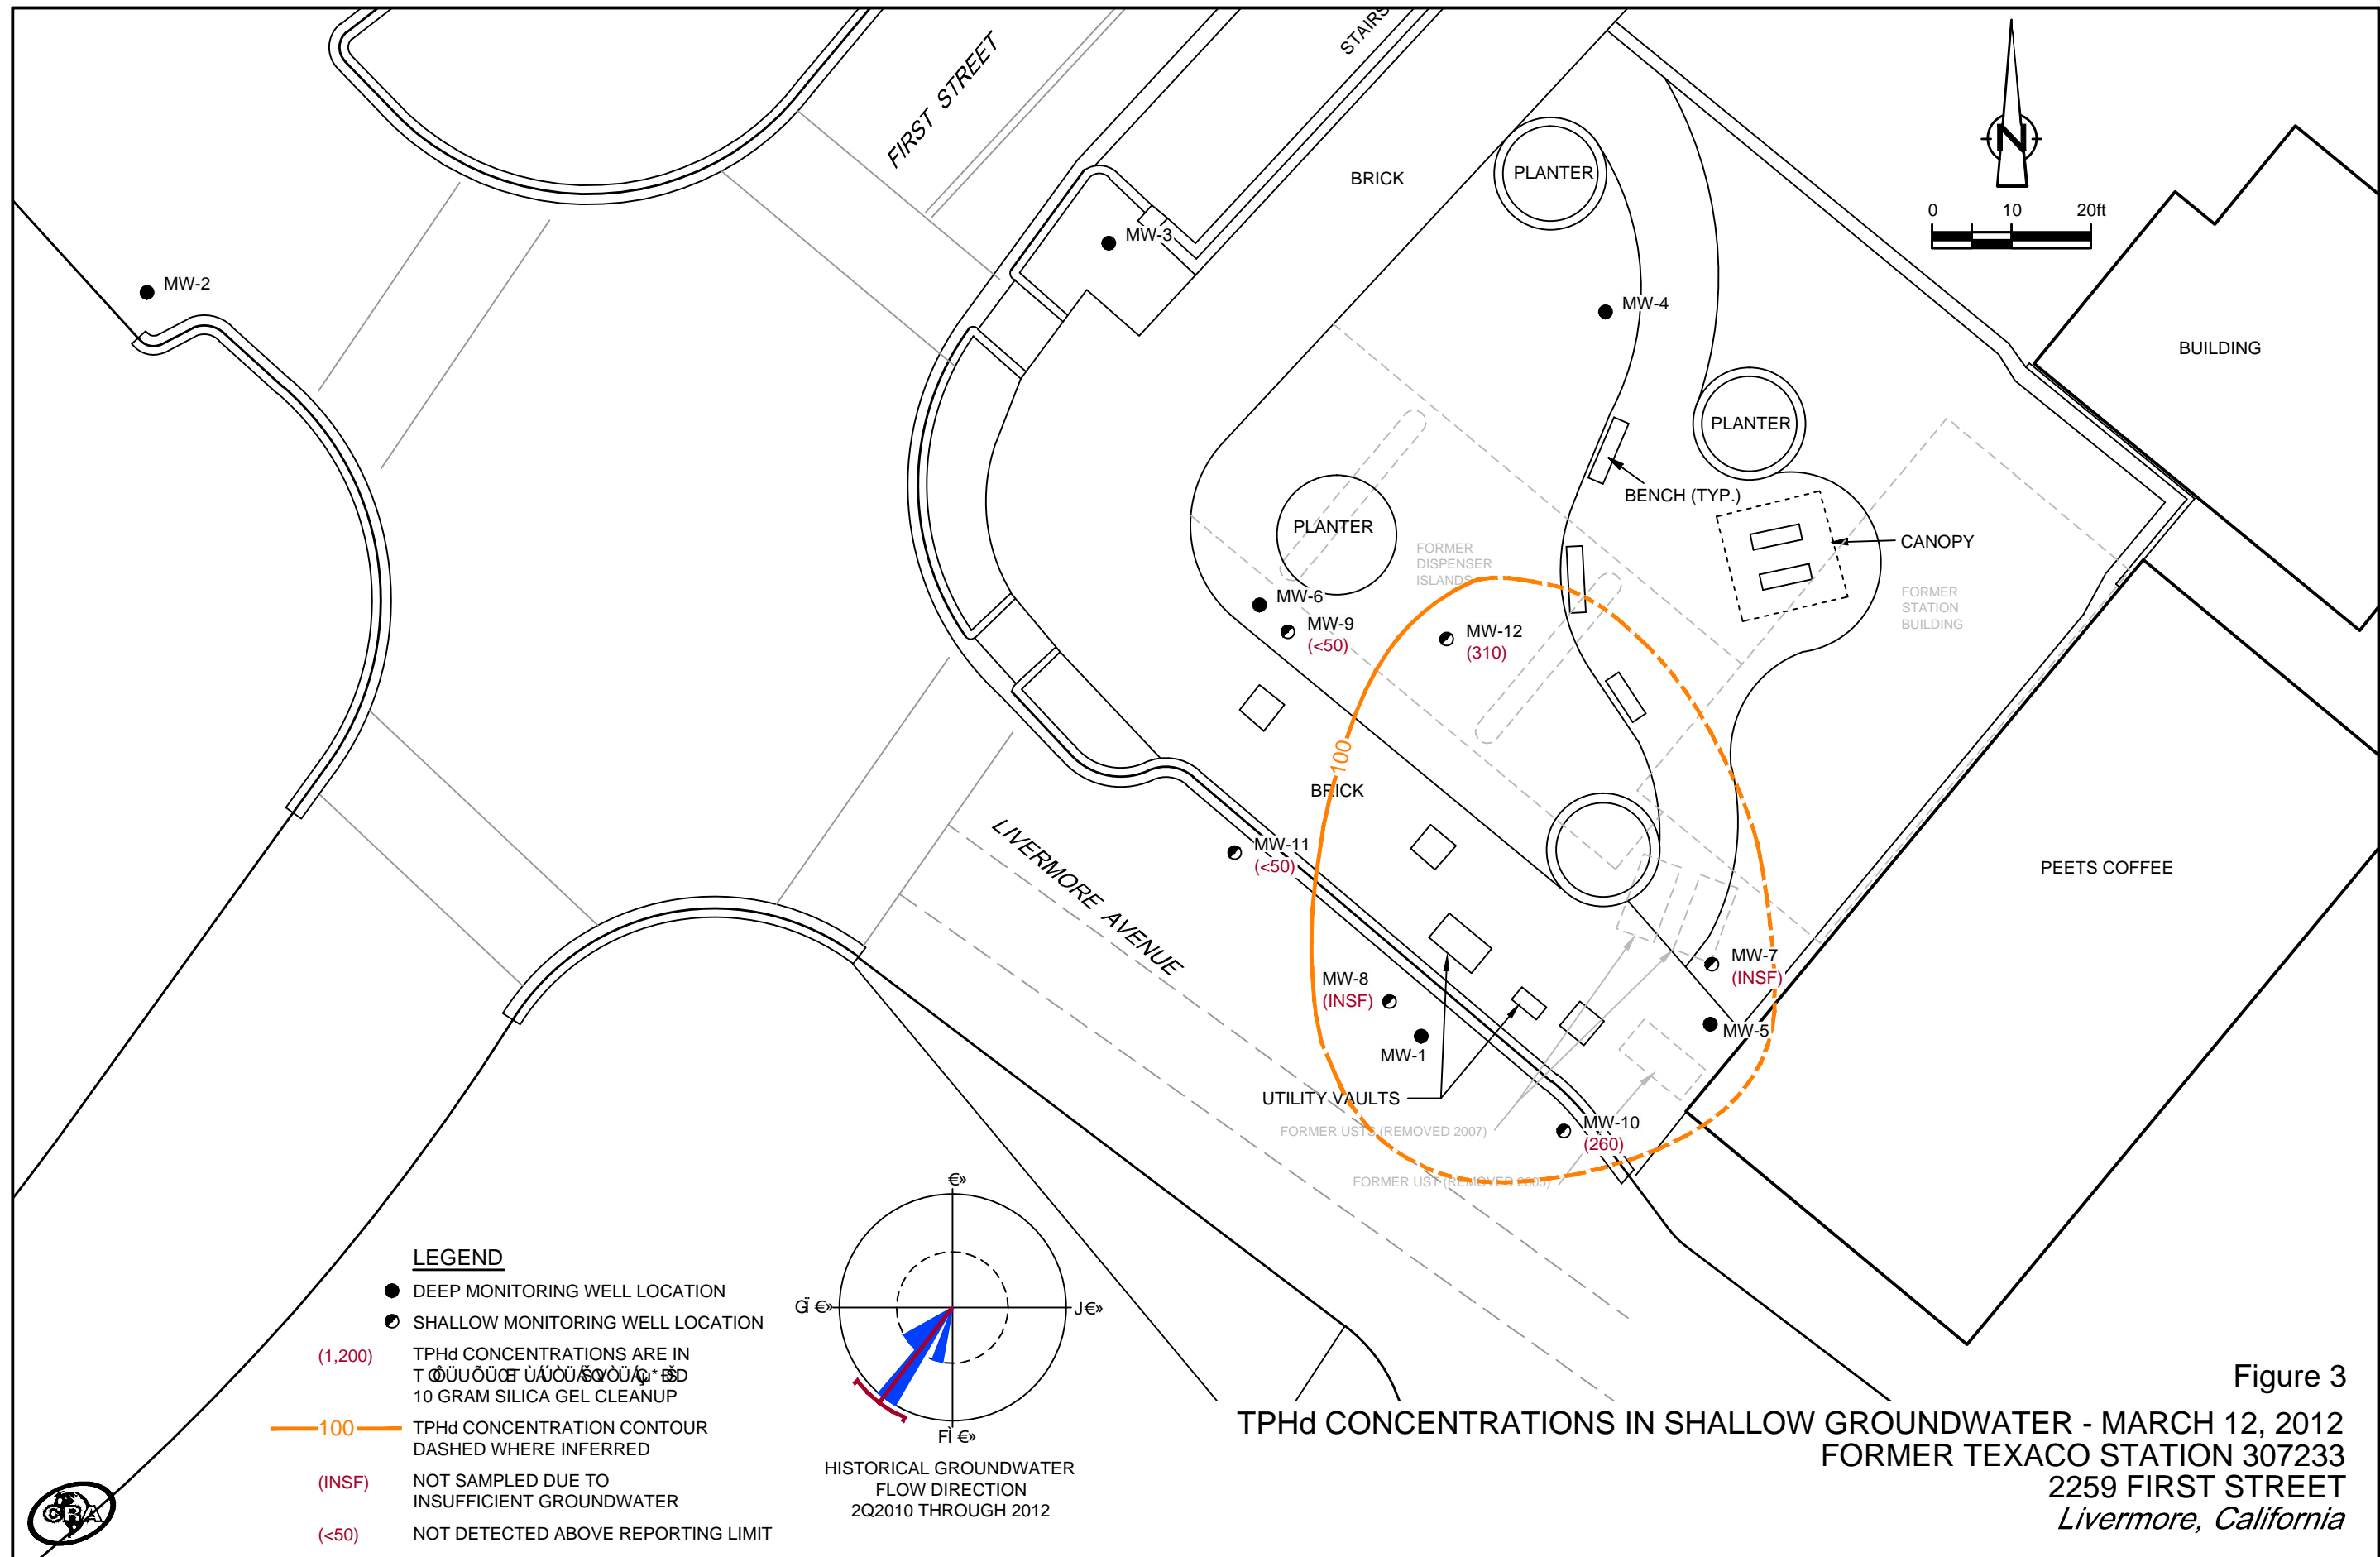 STAIRS
FIRST STREET
BRICK
PLANTER
N
0 10 20ft
MW-3
MW-2
MW-4
BUILDING
PLANTER
BENCH (TYP.)
PLANTER
CANOPY
FORMER
DISPENSER
ISLANDS
FORMER
STATION
BUILDING
MW-6
MW-9
(<50)
MW-12
(310)
100
BRICK
LIVERMORE AVENUE
MW-11
(<50)
PEETS COFFEE
MW-7
(INSF)
MW-8
(INSF)
MW-5
MW-1
UTILITY VAULTS
MW-10
(260)
FORMER USTS (REMOVED 2007)
FORMER UST (REMOVED 2005)
LEGEND
DEEP MONITORING WELL LOCATION
SHALLOW MONITORING WELL LOCATION
(1,200) TPHd CONCENTRATIONS ARE IN
10 GRAM SILICA GEL CLEANUP
100 TPHd CONCENTRATION CONTOUR
DASHED WHERE INFERRED
(INSF) NOT SAMPLED DUE TO
INSUFFICIENT GROUNDWATER
(<50) NOT DETECTED ABOVE REPORTING LIMIT
€»
J€»
HISTORICAL GROUNDWATER
FLOW DIRECTION
2Q2010 THROUGH 2012
CRA
Figure 3
TPHd CONCENTRATIONS IN SHALLOW GROUNDWATER - MARCH 12, 2012
FORMER TEXACO STATION 307233
2259 FIRST STREET
Livermore, California